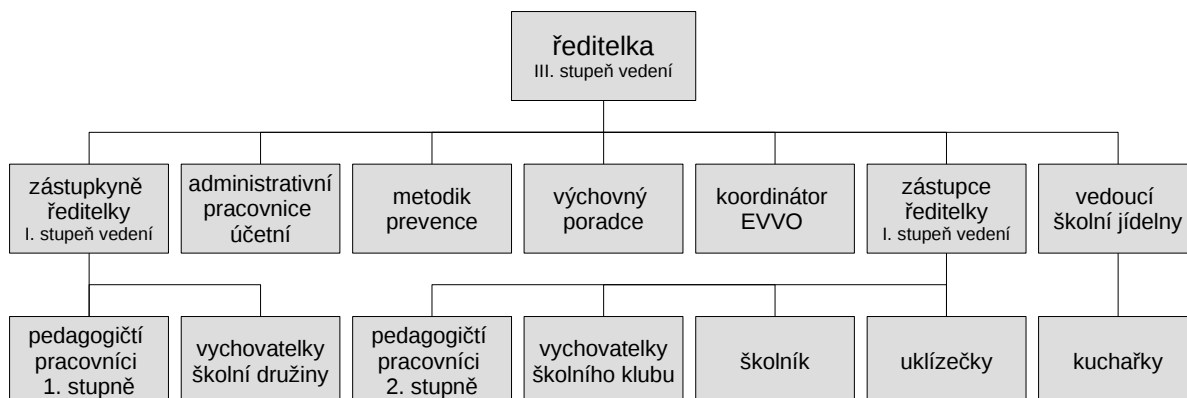 ředitelka
III. stupeň vedení
zástupkyně
ředitelky
I. stupeň vedení
administrativní
pracovnice
účetní
metodik
prevence
výchovný
poradce
koordinátor
EVVO
zástupce
ředitelky
I. stupeň vedení
vedoucí
školní jídelny
pedagogičtí
pracovníci
1. stupně
vychovatelky
školní družiny
pedagogičtí
pracovníci
2. stupně
vychovatelky
školního klubu
školník
uklízečky
kuchařky